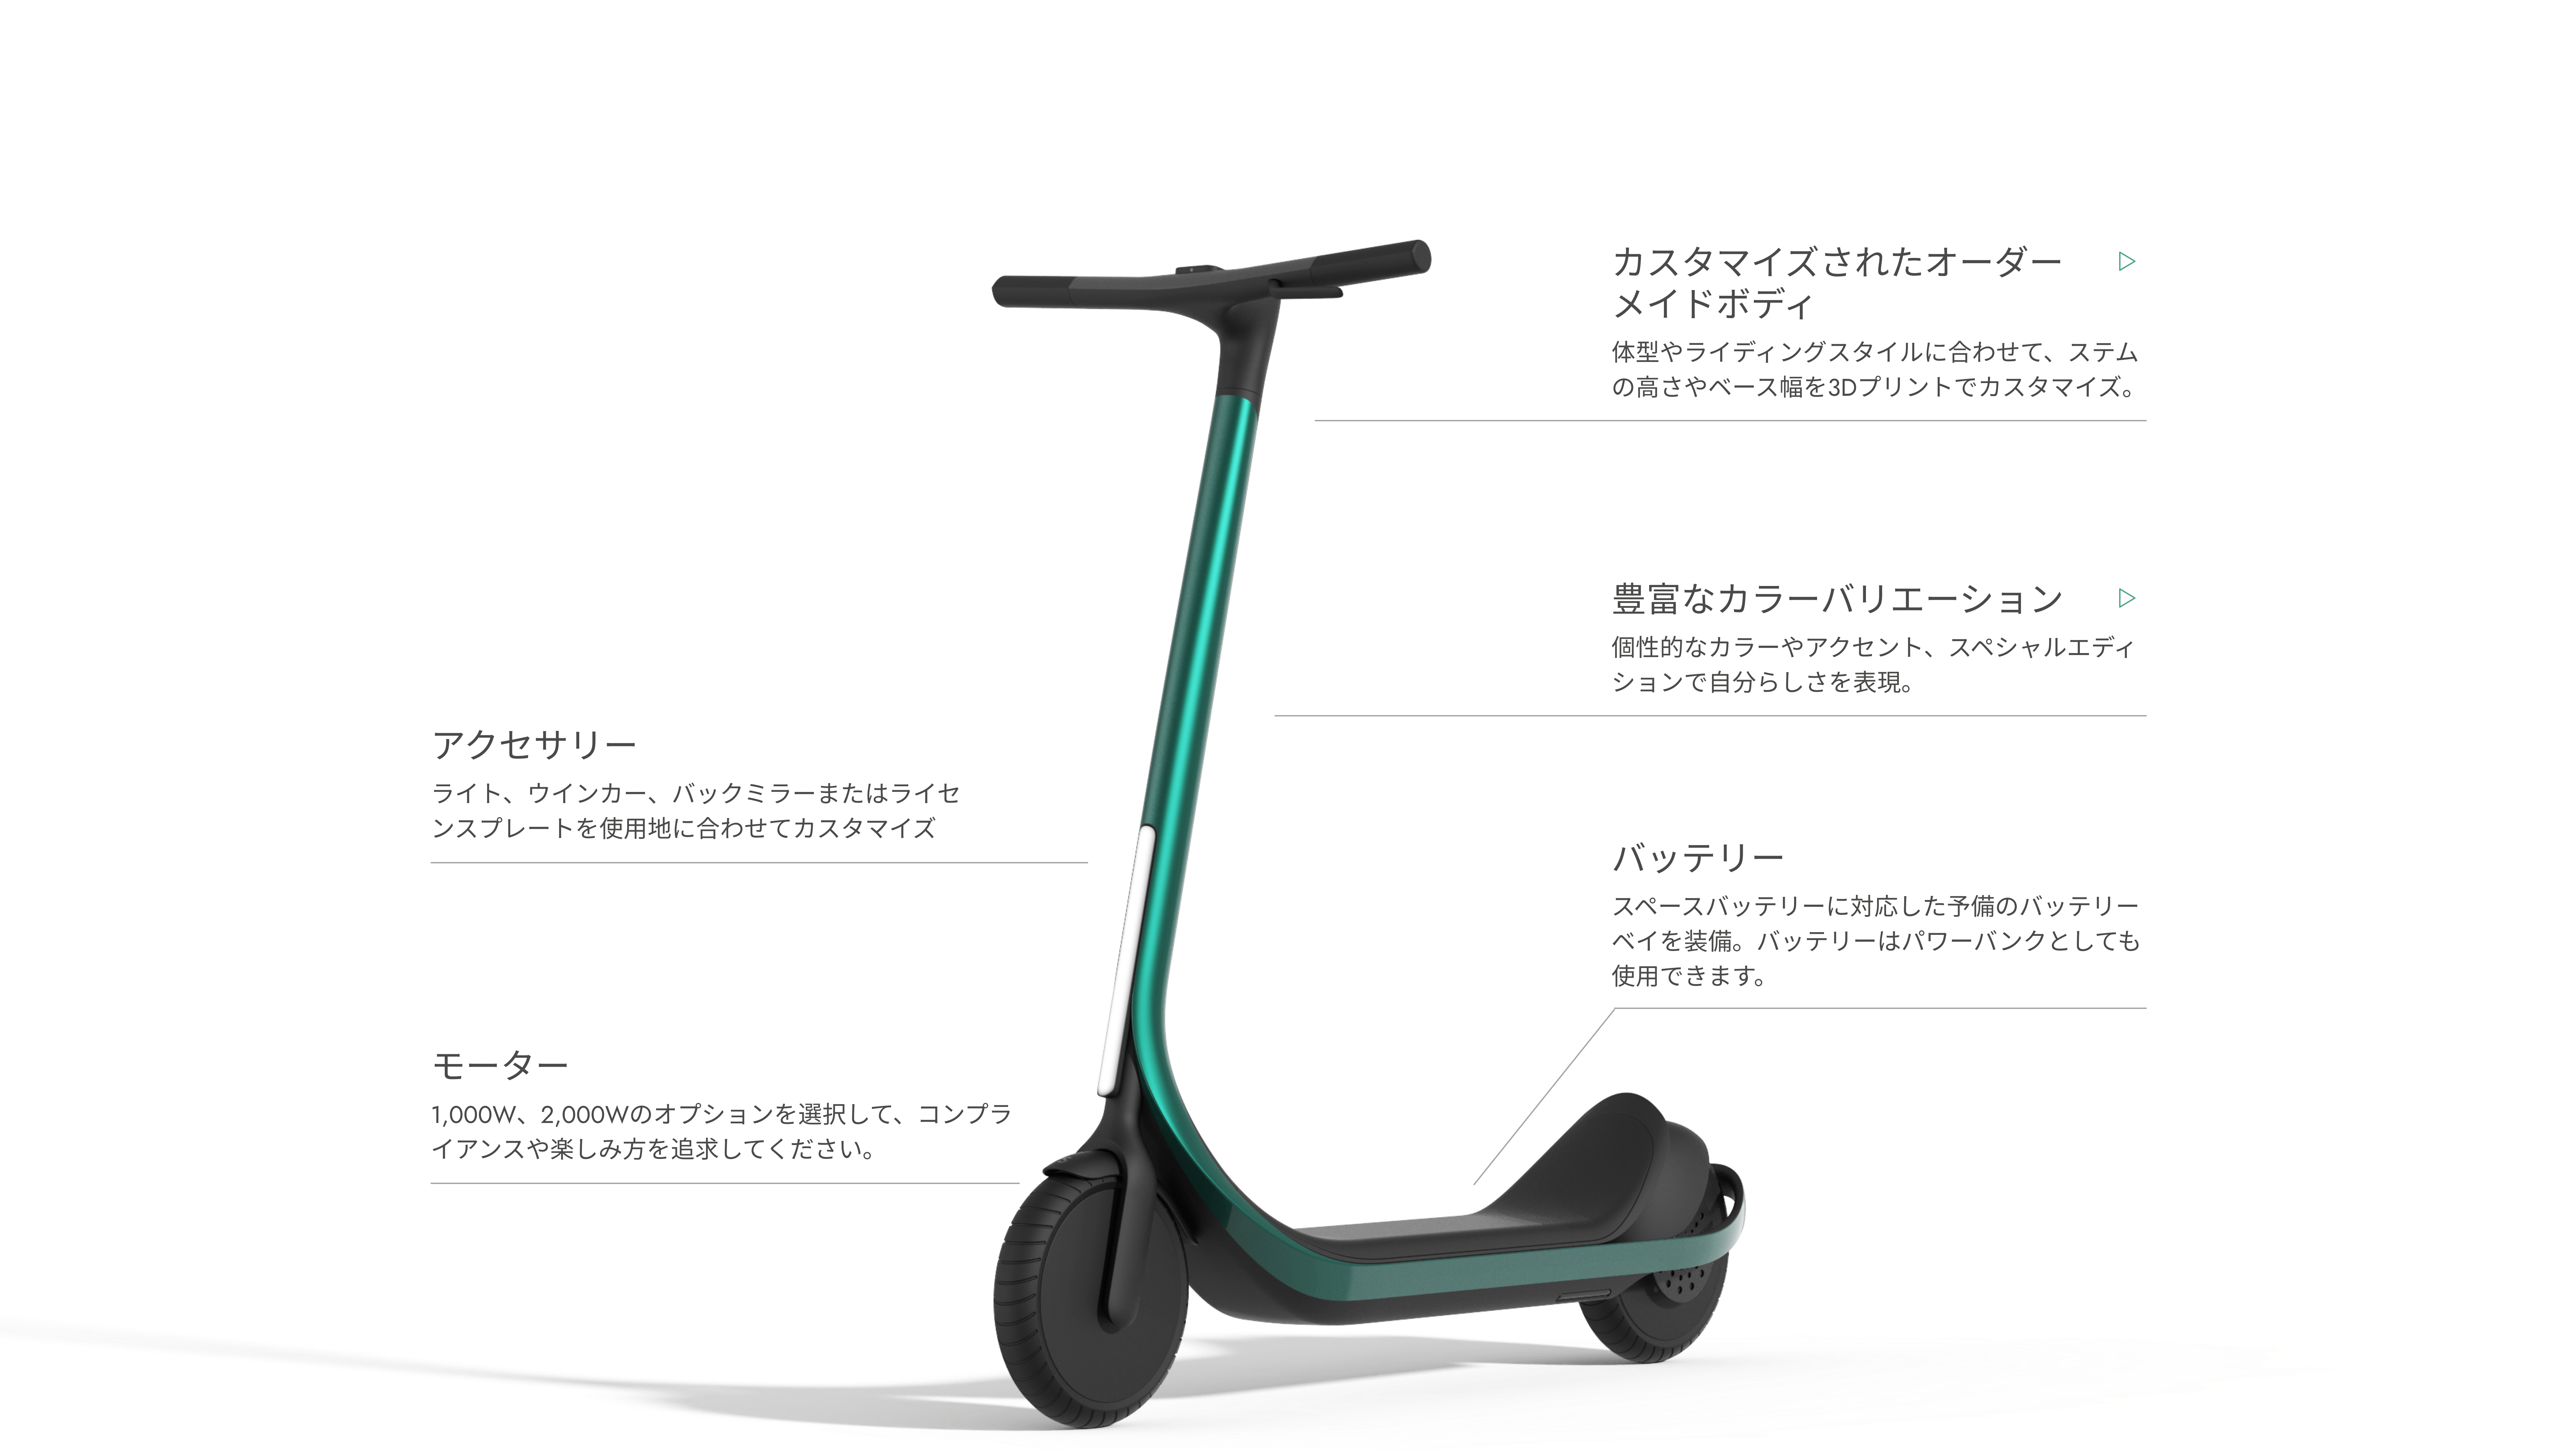 カスタマイズされたオーダー
メイドボディ
体型やライディングスタイルに合わせて、ステム
の高さやベース幅を3Dプリントでカスタマイズ。
豊富なカラーバリエーション
個性的なカラーやアクセント、スペシャルエディ
ションで自分らしさを表現。
アクセサリー
ライト、ウインカー、バックミラーまたはライセ
ンスプレートを使用地に合わせてカスタマイズ
バッテリー
スペースバッテリーに対応した予備のバッテリー
ベイを装備。バッテリーはパワーバンクとしても
使用できます。
モーター
1,000W、2,000Wのオプションを選択して、コンプラ
イアンスや楽しみ方を追求してください。